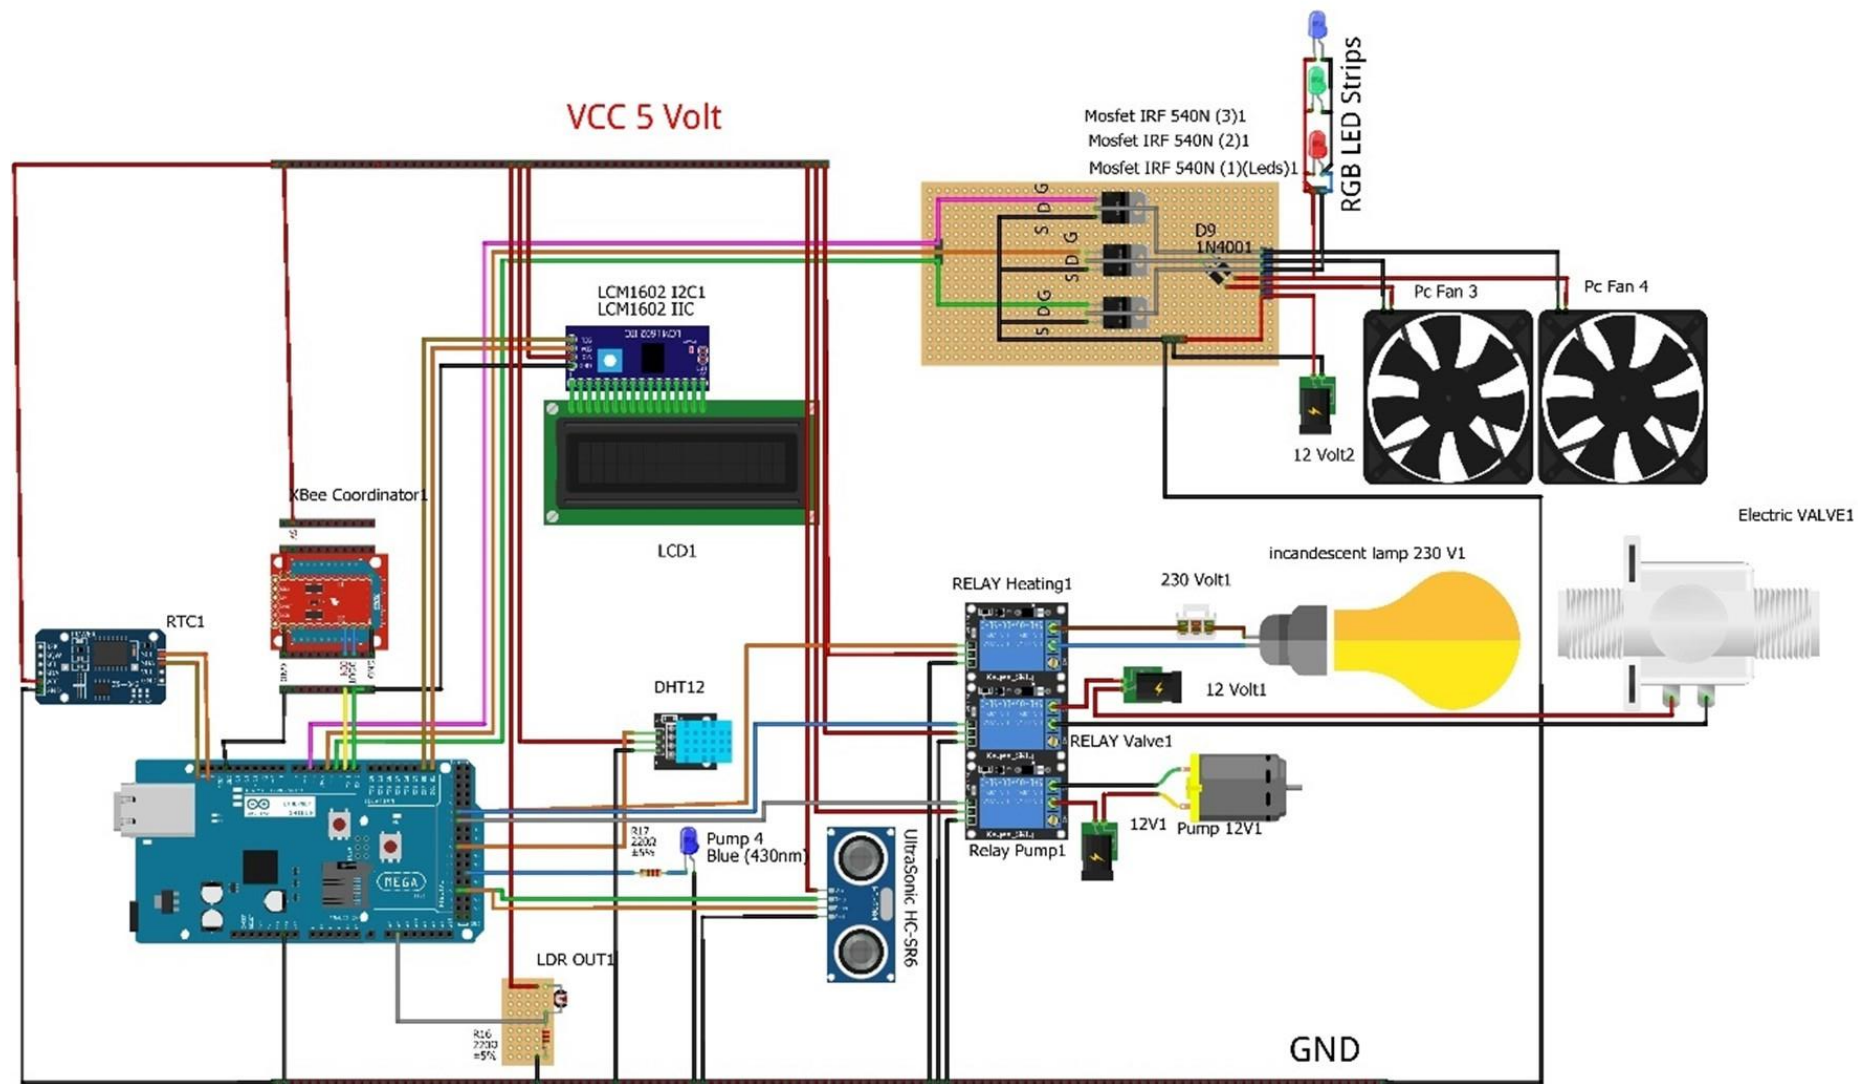 VCC 5 Volt
Mosfet IRF 540N (3)1
Mosfet IRF 540N (2)1
Mosfet IRF 540N (1)(Leds)1
RGB LED Strips
S D G
S D G
S D G
D9
1N4001
Pc Fan 3
Pc Fan 4
12 Volt2
LCM1602 I2C1
LCM1602 IIC
LCM1602 IIC
LCD1
XBee Coordinator1
RTC1
DHT12
RELAY Heating1
230 Volt1
incandescent lamp 230 V1
Electric VALVE1
12 Volt1
RELAY Valve1
12V1
Pump 12V1
Relay Pump1
R17
220Ω
±5%
Pump 4
Blue (430nm)
UltraSonic HC-SR6
MEGA
LDR OUT1
R16
220Ω
±5%
GND